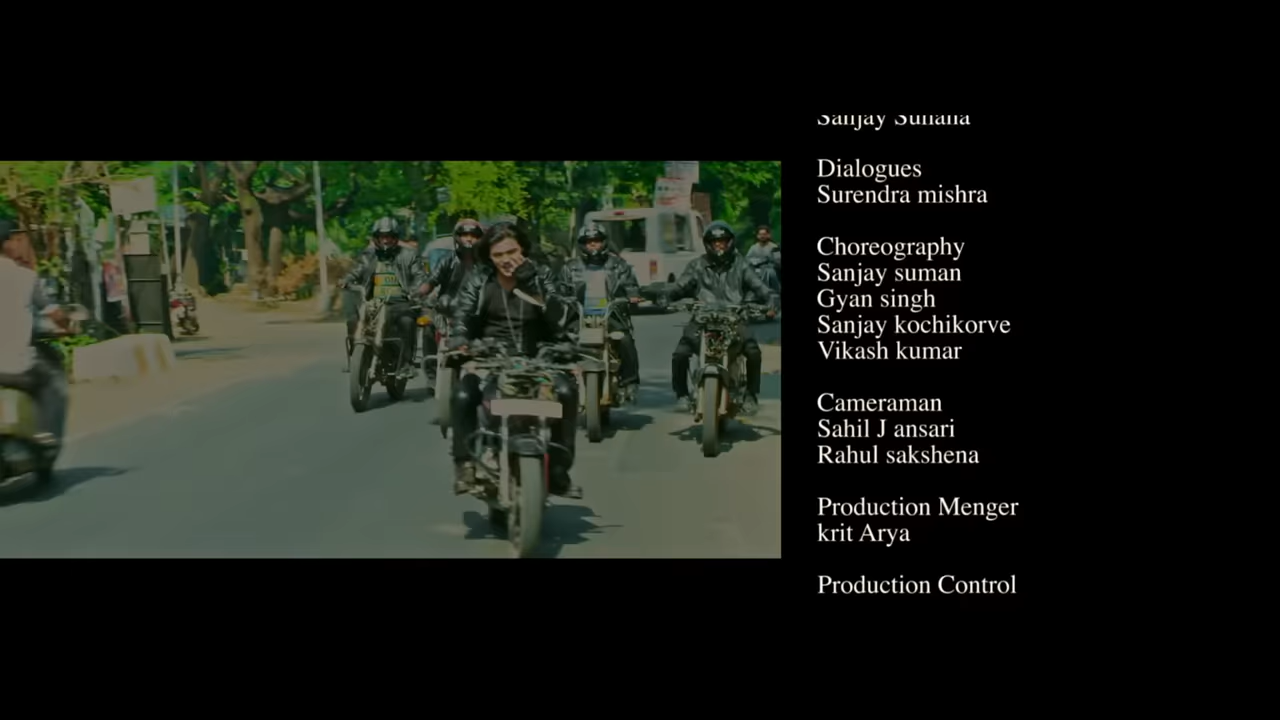 Sanjay
Dialogues
Surendra mishra
Choreography
Sanjay suman
Gyan singh
Sanjay kochikorve
Vikash kumar
Cameraman
Sahil J ansari
Rahul sakshena
Production Menger
krit Arya
Production Control